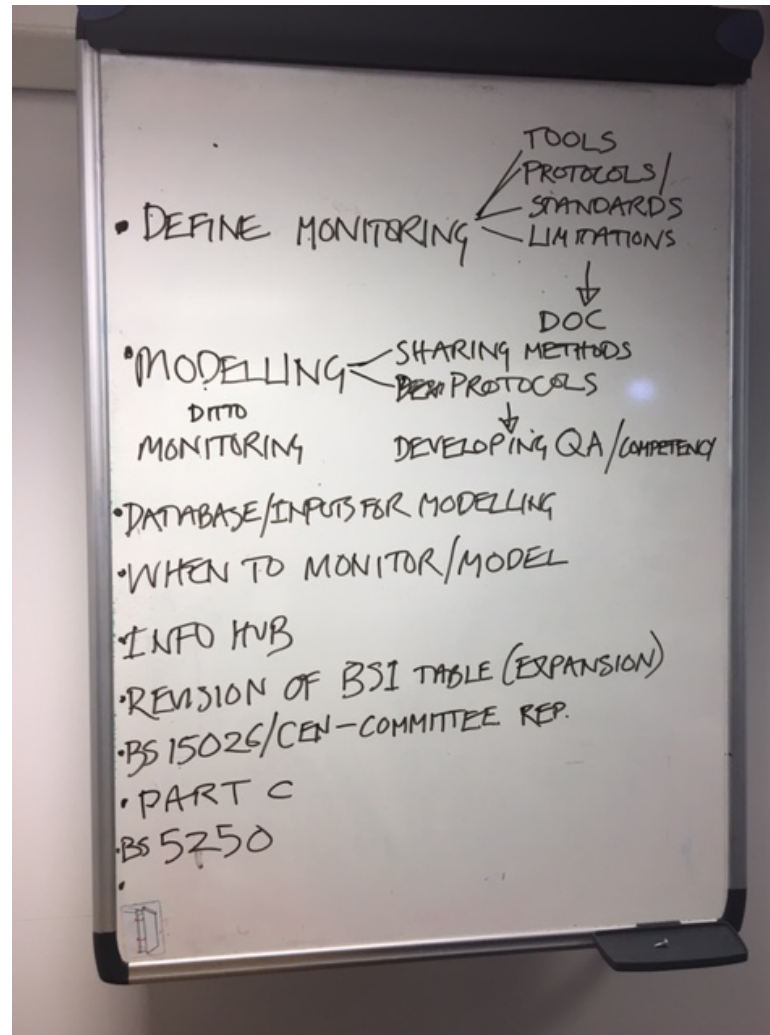 TOOLS
PROTOCOLS/
STANDARDS
• DEFINE MONITORING
LIMITATIONS
DOC
• MODELLING
SHARING METHODS
PROTOCOLS
DITTO
MONITORING
DEVELOPING QA/COMPETENCY
• DATABASE/INPUTS FOR MODELLING
• WHEN TO MONITOR/MODEL
• INFO HUB
• REVISION OF BSI TABLE (EXPANSION)
• BS 15026/CEN-COMMITTEE REP.
• PART C
• BS 5250
•